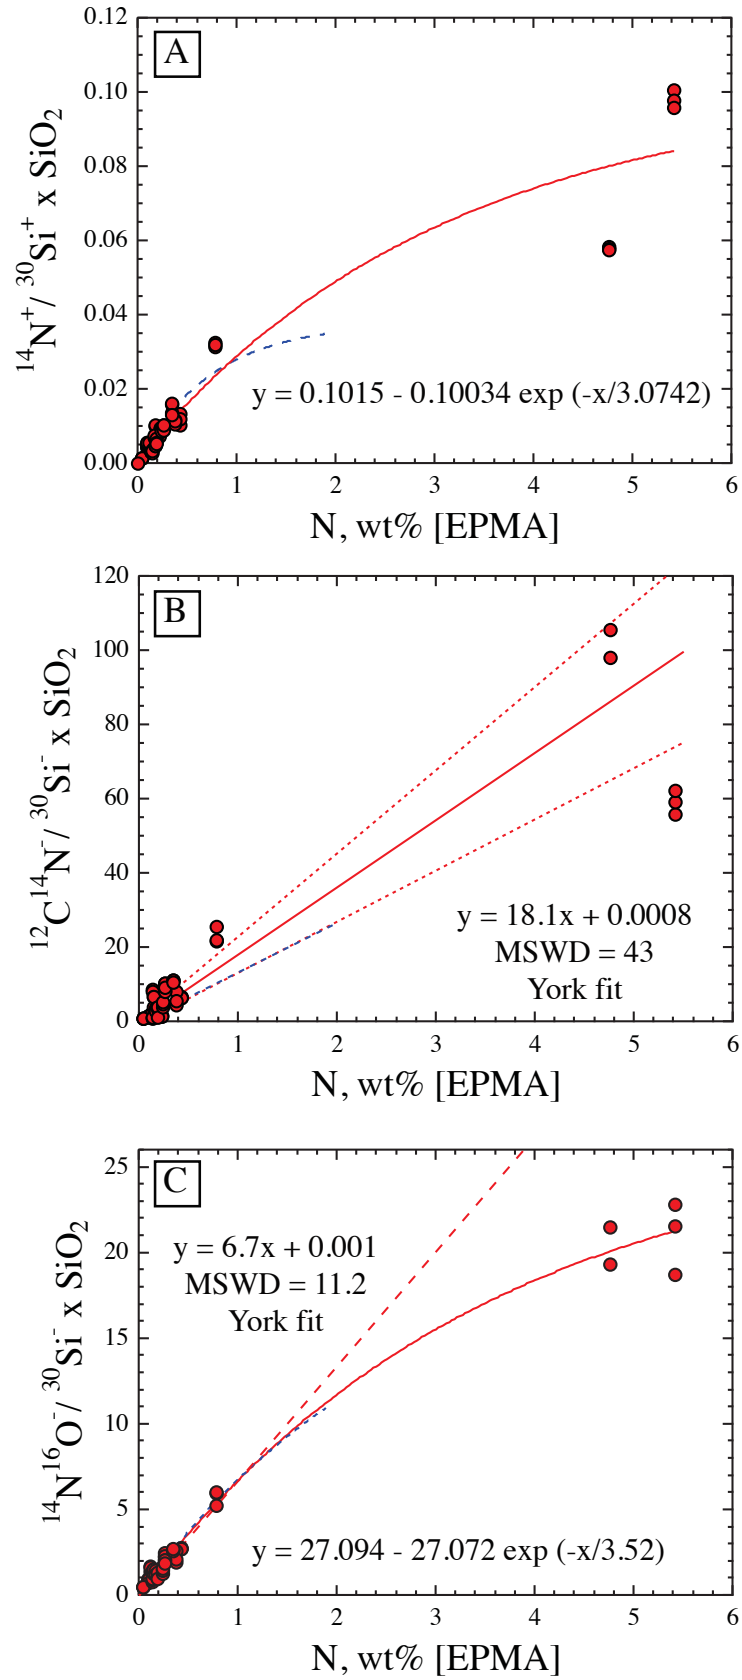 A
0.12
0.10
0.08
0.06
0.04
0.02
0.00
¹⁴N⁺/ ³⁰Si⁺ x SiO₂
y = 0.1015 - 0.10034 exp (-x/3.0742)
0 1 2 3 4 5 6
N, wt% [EPMA]
B
120
100
80
60
40
20
0
¹²C¹⁴N⁻/ ³⁰Si⁻ x SiO₂
y = 18.1x + 0.0008
MSWD = 43
York fit
0 1 2 3 4 5 6
N, wt% [EPMA]
C
25
20
15
10
5
0
¹⁴N¹⁶O⁻/ ³⁰Si⁻ x SiO₂
y = 6.7x + 0.001
MSWD = 11.2
York fit
y = 27.094 - 27.072 exp (-x/3.52)
0 1 2 3 4 5 6
N, wt% [EPMA]